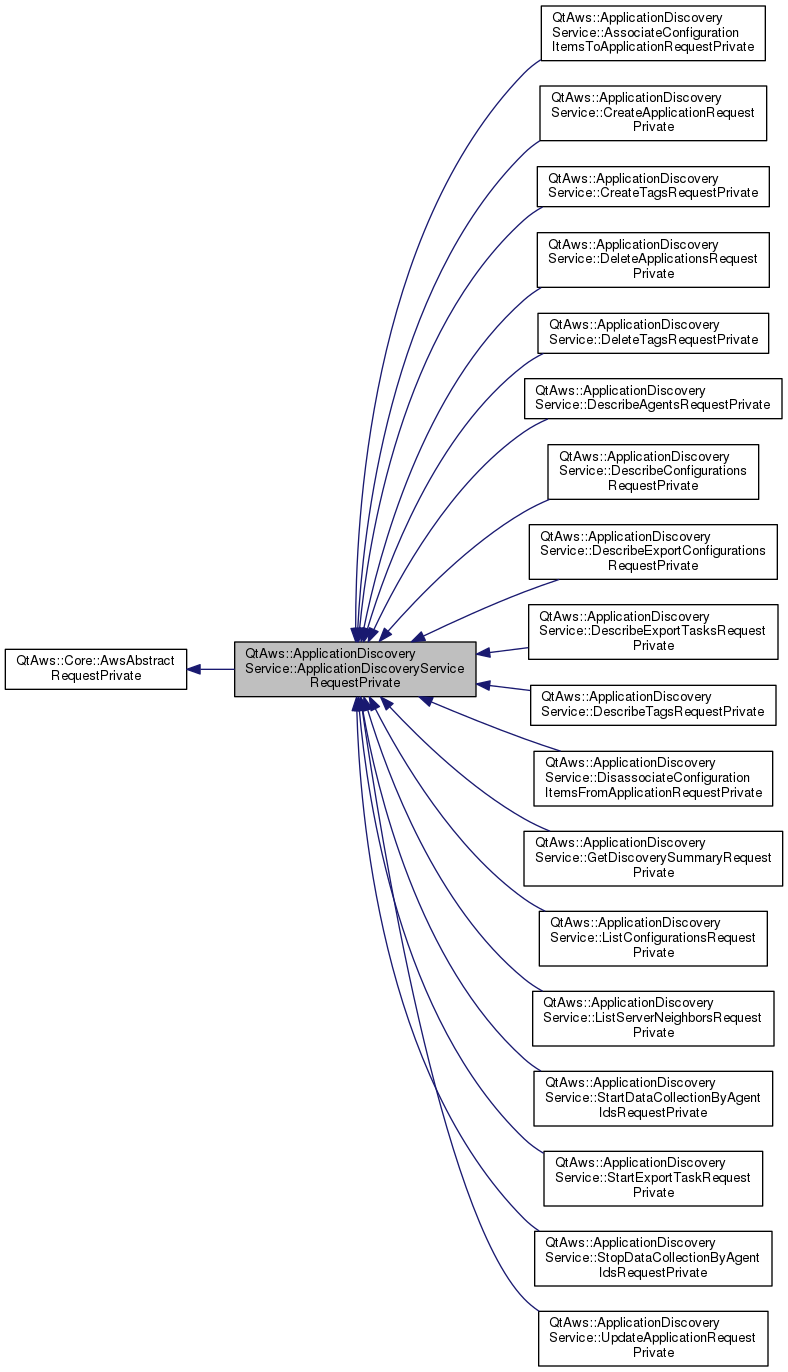 QtAws::ApplicationDiscovery
Service::AssociateConfiguration
ItemsToApplicationRequestPrivate
QtAws::ApplicationDiscovery
Service::CreateApplicationRequest
Private
QtAws::ApplicationDiscovery
Service::CreateTagsRequestPrivate
QtAws::ApplicationDiscovery
Service::DeleteApplicationsRequest
Private
QtAws::ApplicationDiscovery
Service::DeleteTagsRequestPrivate
QtAws::ApplicationDiscovery
Service::DescribeAgentsRequestPrivate
QtAws::ApplicationDiscovery
Service::DescribeConfigurations
RequestPrivate
QtAws::ApplicationDiscovery
Service::DescribeExportConfigurations
RequestPrivate
QtAws::ApplicationDiscovery
Service::DescribeExportTasksRequest
Private
QtAws::Core::AwsAbstract
RequestPrivate
QtAws::ApplicationDiscovery
Service::ApplicationDiscoveryService
RequestPrivate
QtAws::ApplicationDiscovery
Service::DescribeTagsRequestPrivate
QtAws::ApplicationDiscovery
Service::DisassociateConfiguration
ItemsFromApplicationRequestPrivate
QtAws::ApplicationDiscovery
Service::GetDiscoverySummaryRequest
Private
QtAws::ApplicationDiscovery
Service::ListConfigurationsRequest
Private
QtAws::ApplicationDiscovery
Service::ListServerNeighborsRequest
Private
QtAws::ApplicationDiscovery
Service::StartDataCollectionByAgent
IdsRequestPrivate
QtAws::ApplicationDiscovery
Service::StartExportTaskRequest
Private
QtAws::ApplicationDiscovery
Service::StopDataCollectionByAgent
IdsRequestPrivate
QtAws::ApplicationDiscovery
Service::UpdateApplicationRequest
Private